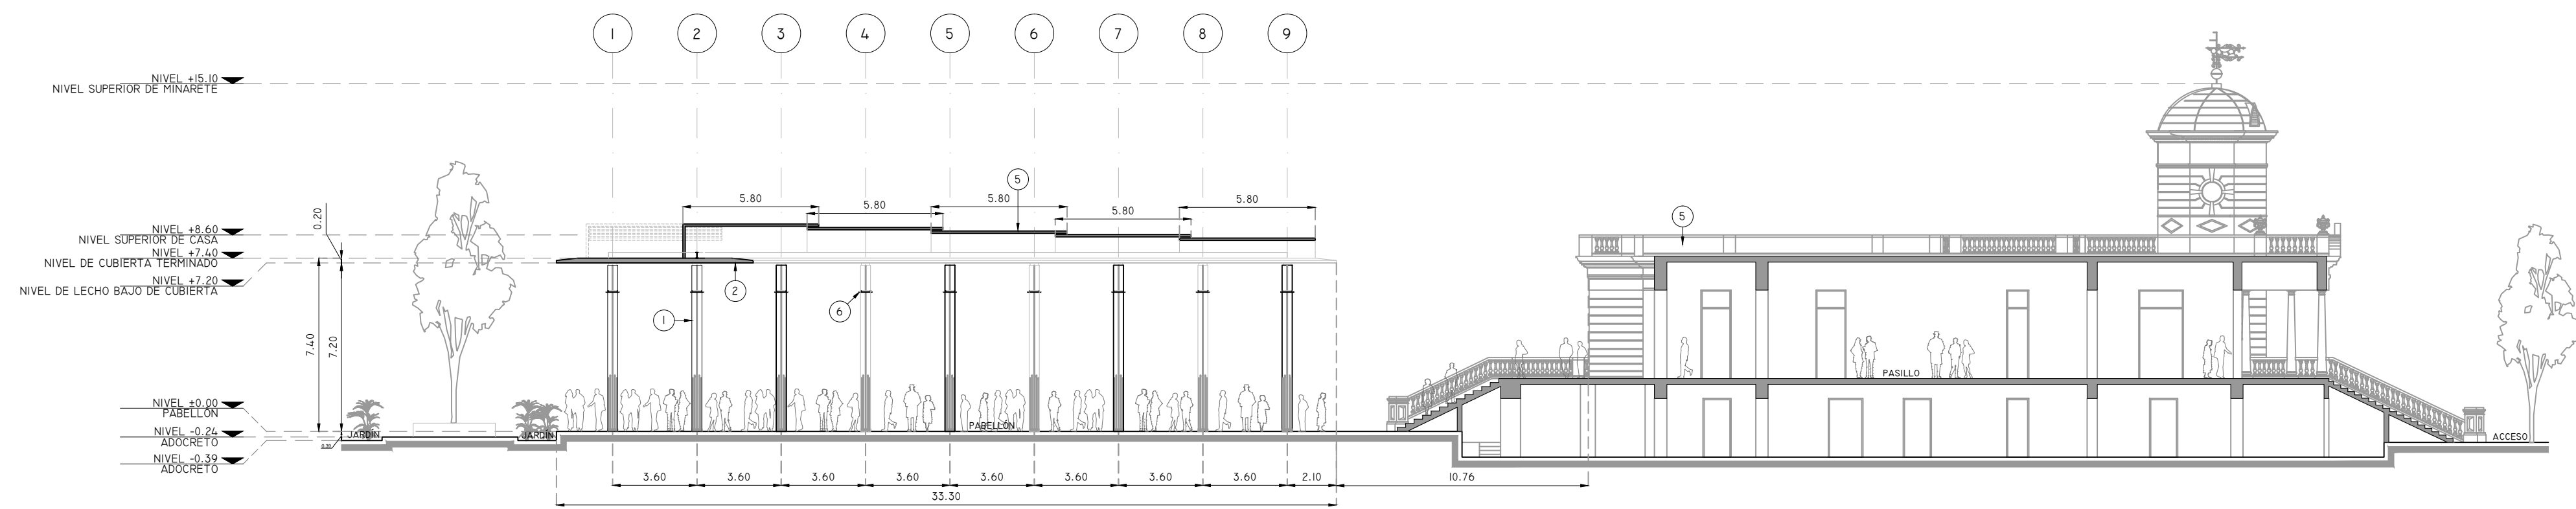 1 2 3 4 5 6 7 8 9
NIVEL +15.10
NIVEL SUPERIOR DE MINARETE
5
5.80 5.80 5.80 5.80 5.80
5
0.20
NIVEL +8.60
NIVEL SUPERIOR DE CASA
NIVEL +7.40
NIVEL DE CUBIERTA TERMINADO
NIVEL +7.20
NIVEL DE LECHO BAJO DE CUBIERTA
2
6
1
7.40
7.20
PASILLO
NIVEL ±0.00
PABELLÓN
NIVEL -0.24
ADOCRETO
NIVEL -0.39
ADOCRETO
JARDÍN
JARDÍN
PABELLÓN
ACCESO
3.60 3.60 3.60 3.60 3.60 3.60 3.60 3.60 2.10 10.76
33.30